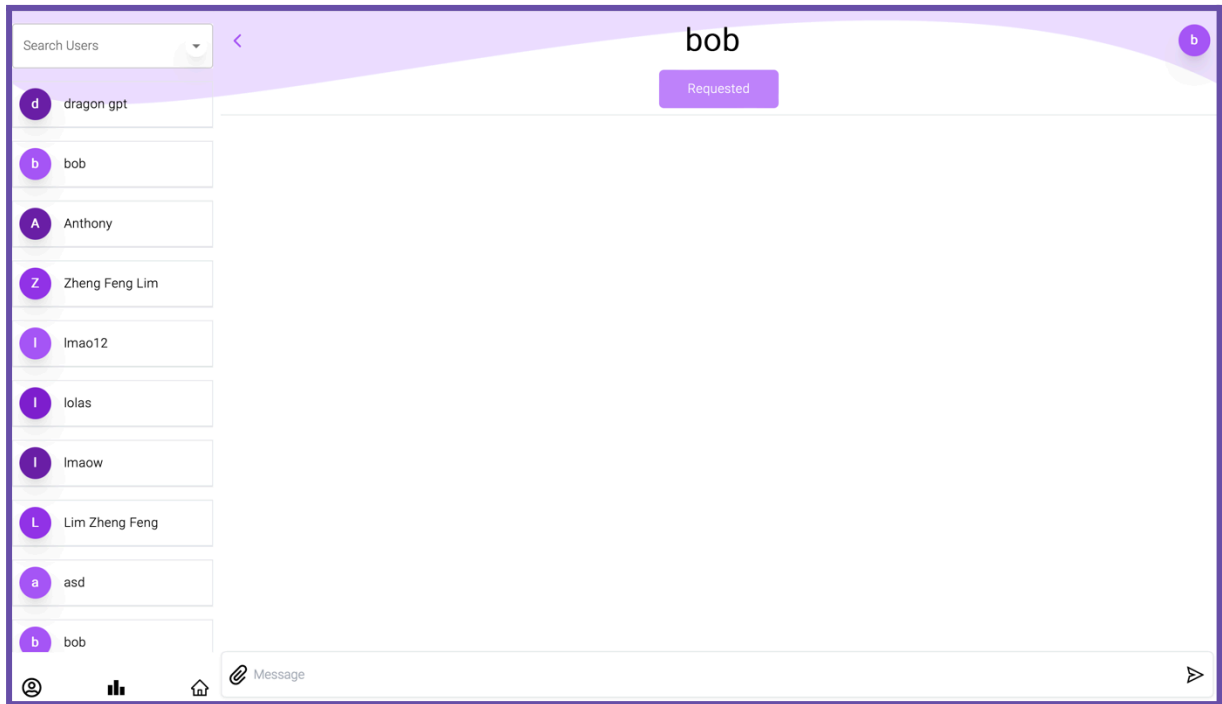 Search Users
d
dragon gpt
b
bob
A
Anthony
Z
Zheng Feng Lim
l
lmao12
l
lolas
l
lmaow
L
Lim Zheng Feng
a
asd
b
bob
bob
b
Requested
Message